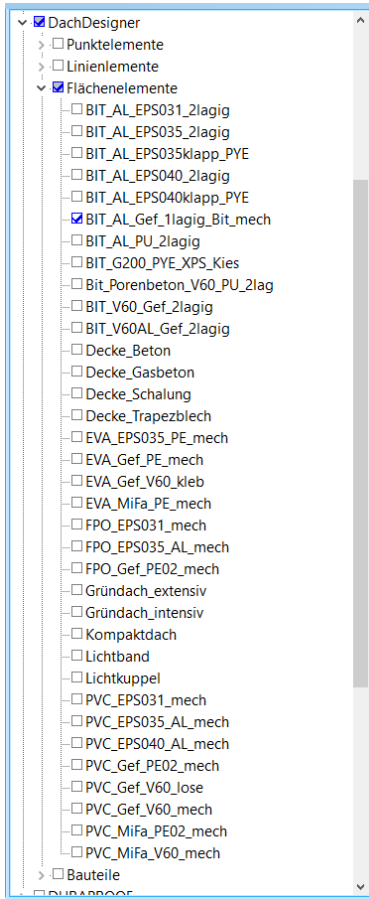 DachDesigner
Punktelemente
Linienlemente
Flächenelemente
BIT_AL_EPS031_2lagig
BIT_AL_EPS035_2lagig
BIT_AL_EPS035klapp_PYE
BIT_AL_EPS040_2lagig
BIT_AL_EPS040klapp_PYE
BIT_AL_Gef_1lagig_Bit_mech
BIT_AL_PU_2lagig
BIT_G200_PYE_XPS_Kies
Bit_Porenbeton_V60_PU_2lag
BIT_V60_Gef_2lagig
BIT_V60AL_Gef_2lagig
Decke_Beton
Decke_Gasbeton
Decke_Schalung
Decke_Trapezblech
EVA_EPS035_PE_mech
EVA_Gef_PE_mech
EVA_Gef_V60_kleb
EVA_MiFa_PE_mech
FPO_EPS031_mech
FPO_EPS035_AL_mech
FPO_Gef_PE02_mech
Gründach_extensiv
Gründach_intensiv
Kompaktdach
Lichtband
Lichtkuppel
PVC_EPS031_mech
PVC_EPS035_AL_mech
PVC_EPS040_AL_mech
PVC_Gef_PE02_mech
PVC_Gef_V60_lose
PVC_Gef_V60_mech
PVC_MiFa_PE02_mech
PVC_MiFa_V60_mech
Bauteile